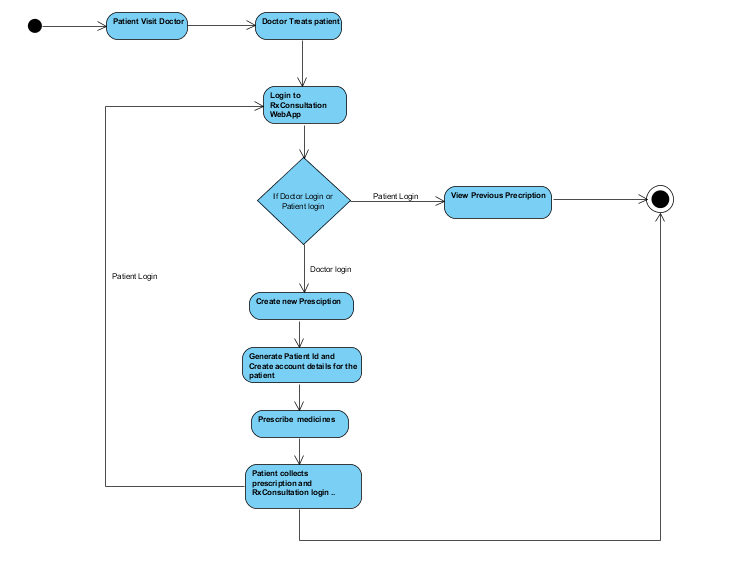 Patient Visit Doctor
Doctor Treats patient
Login to
RxConsultation
WebApp
If Doctor Login or
Patient login
Patient Login
View Previous Precription
Patient Login
Doctor login
Create new Presciption
Generate Patient Id and
Create account details for the
patient
Prescribe medicines
Patient collects
prescription and
RxConsultation login ..